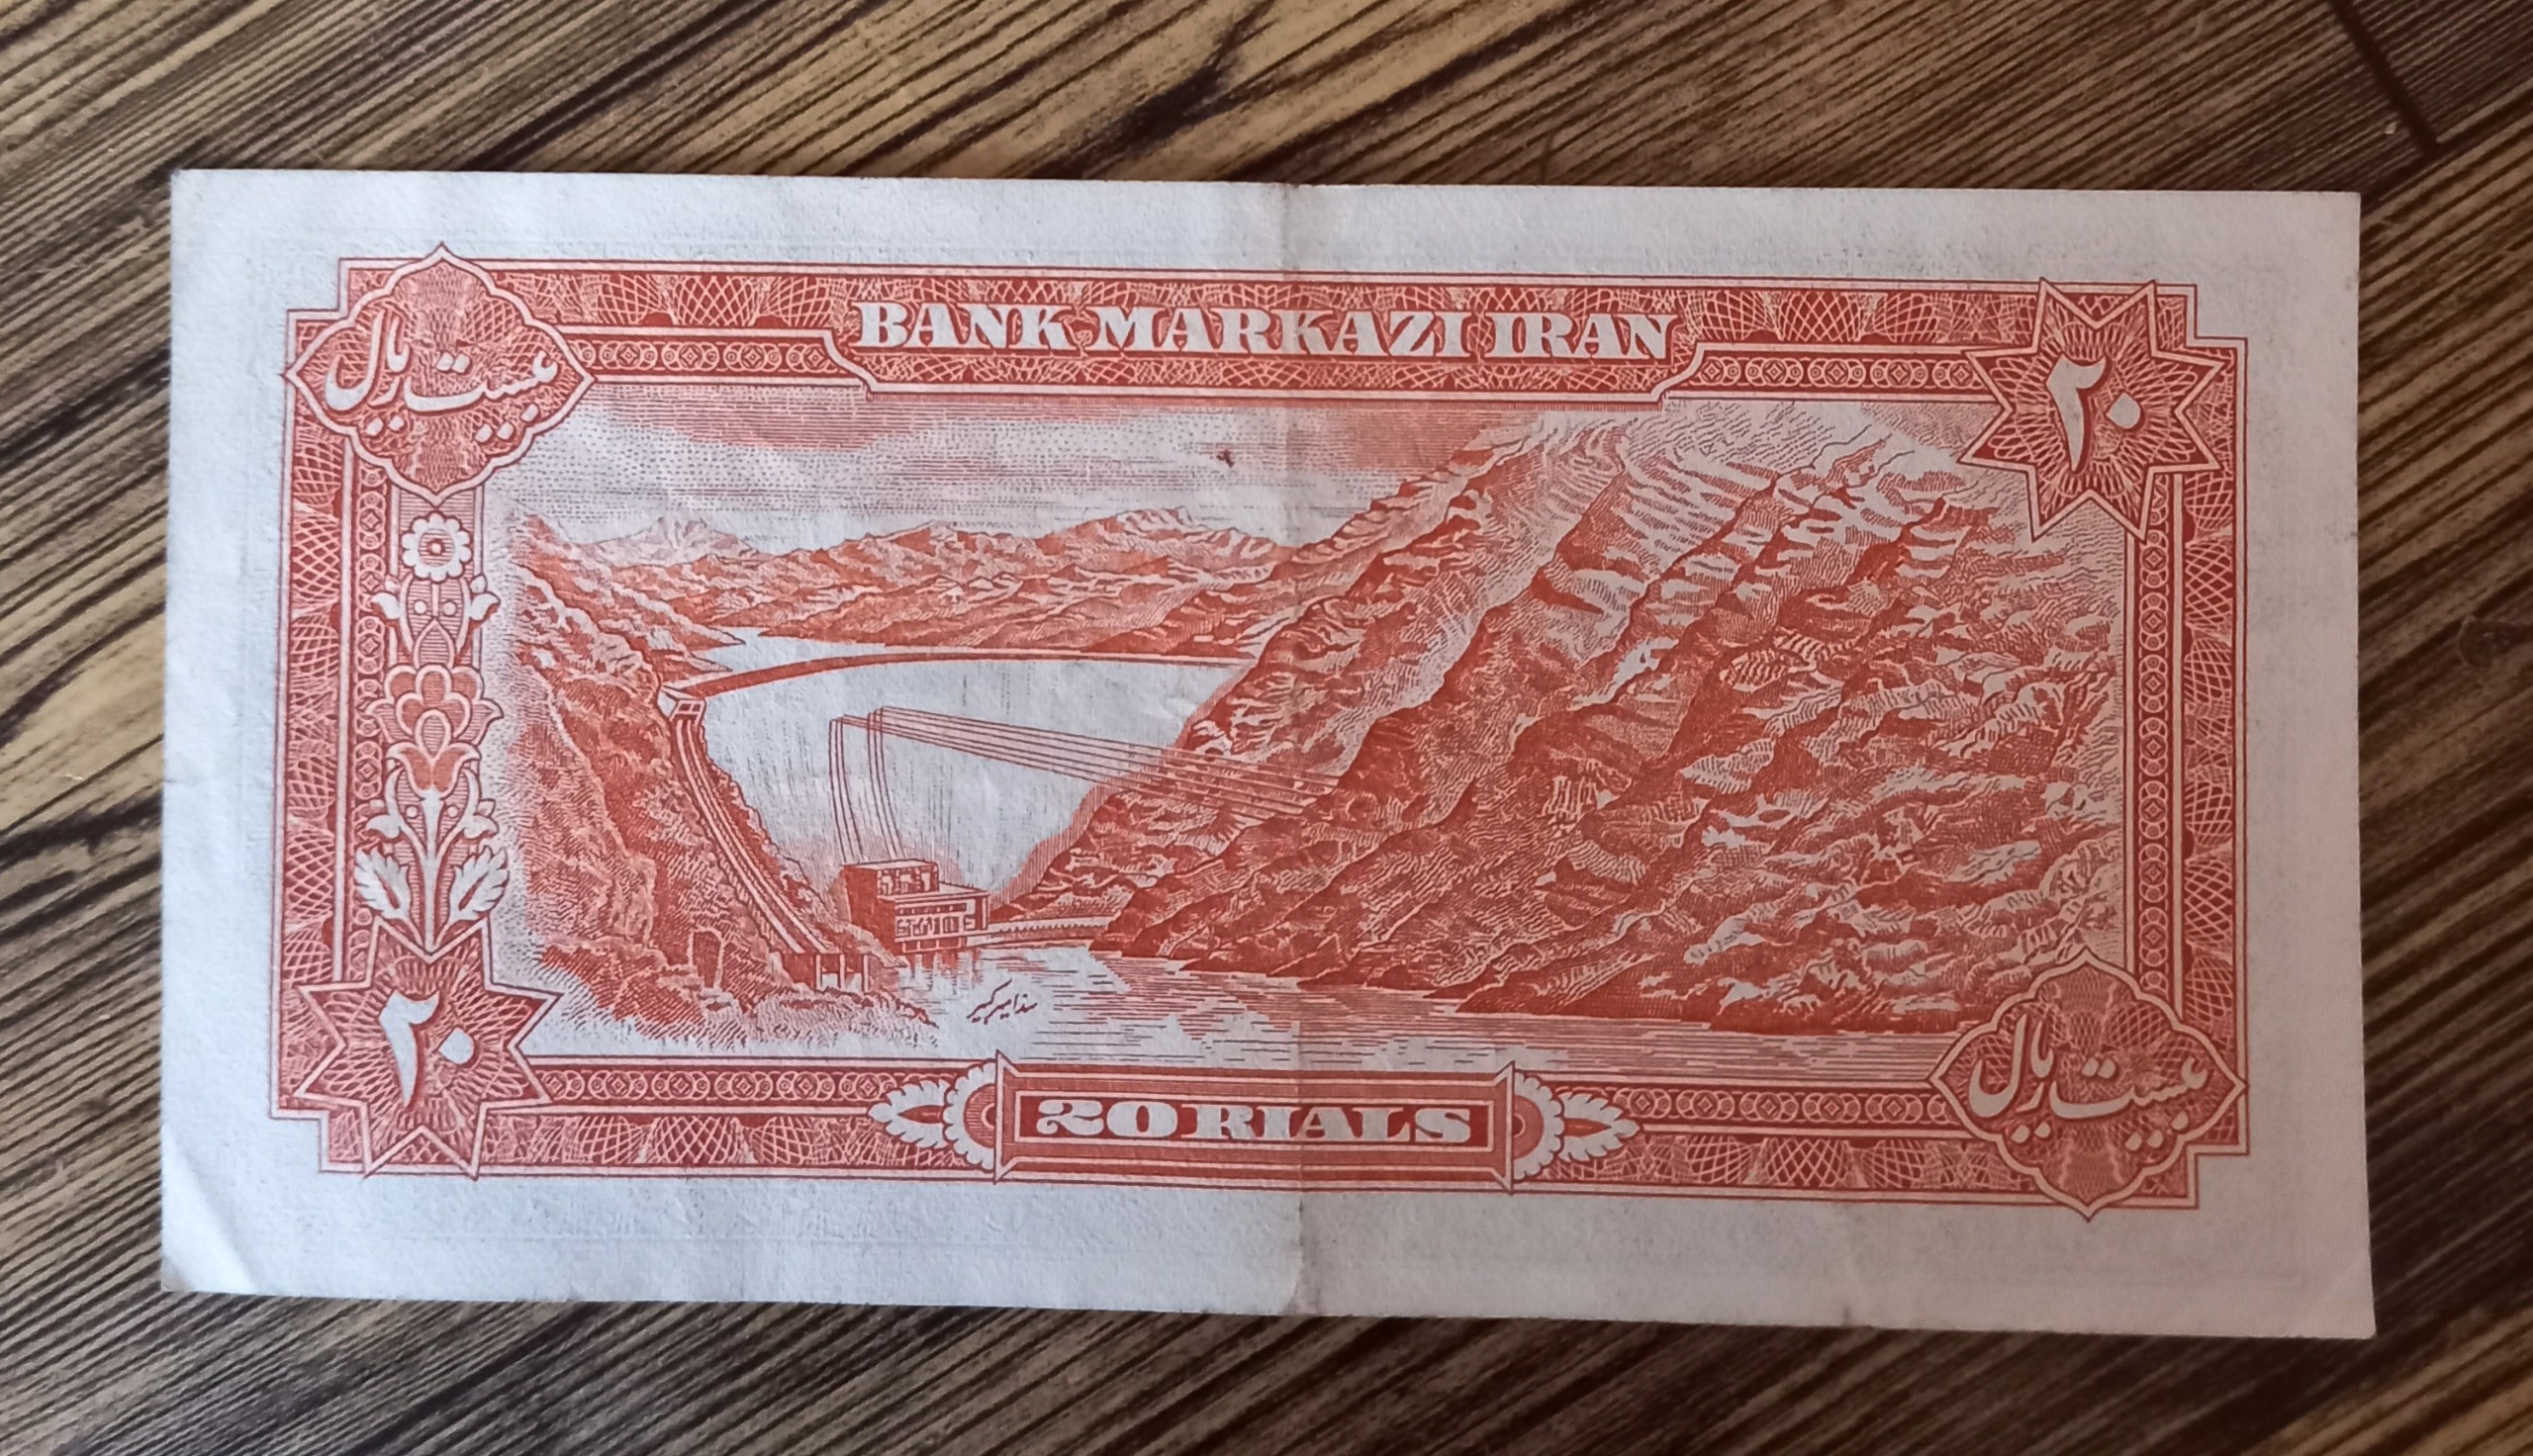 BANK MARKAZI IRAN
بیست ریال
۲۰
سد امیرکبیر
۲۰
20 RIALS
بیست ریال